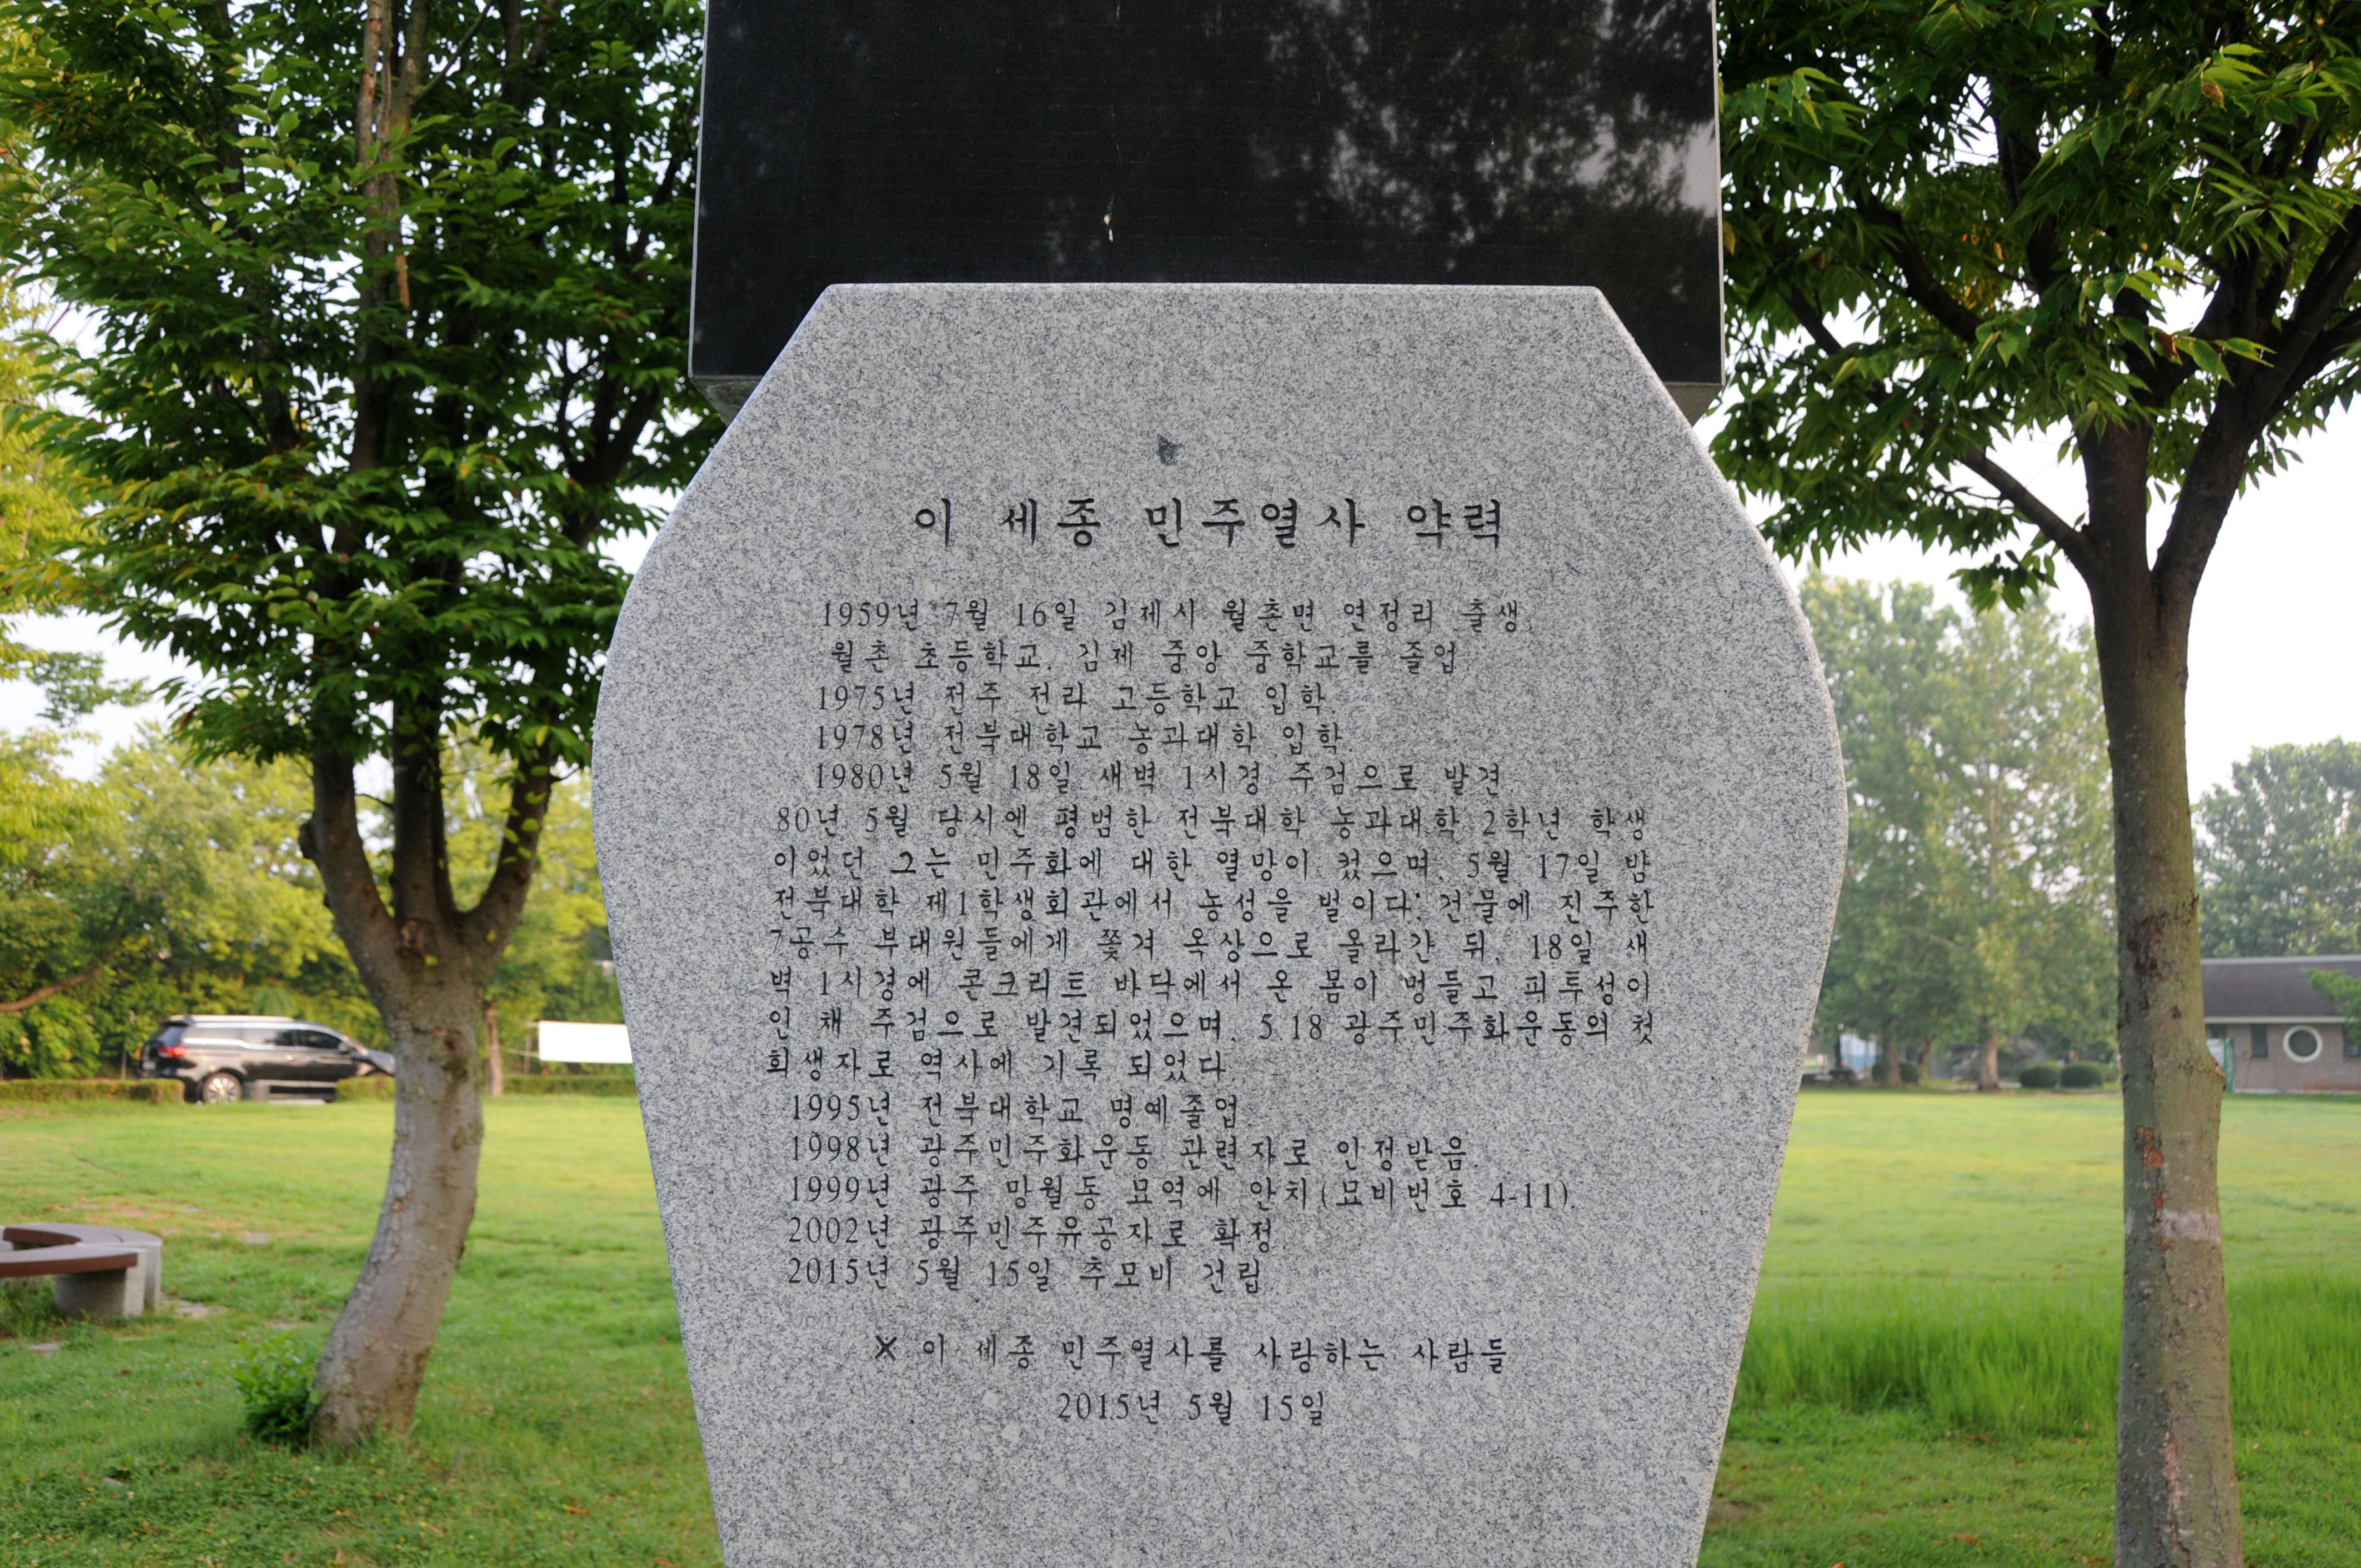 이 세종 민주열사 약력
1959년 7월 16일 김제시 월촌면 연정리 출생.
월촌 초등학교. 김제 중앙 중학교를 졸업
1975년 전주 전라 고등학교 입학.
1978년 전북대학교 농과대학 입학.
1980년 5월 18일 새벽 1시경 주검으로 발견.
80년 5월 당시엔 평범한 전북대학 농과대학 2학년 학생
이었던 그는 민주화에 대한 열망이 컸으며. 5월 17일 밤
전북대학 제1학생회관에서 농성을 벌이다. 건물에 진주한
7공수 부대원들에게 쫓겨 옥상으로 올라간 뒤, 18일 새
벽 1시경에 콘크리트 바닥에서 온 몸이 멍들고 피투성이
인 채 주검으로 발견되었으며. 5.18 광주민주화운동의 첫
희생자로 역사에 기록 되었다.
1995년 전북대학교 명예졸업.
1998년 광주민주화운동 관련자로 인정받음.
1999년 광주 망월동 묘역에 안치(묘비번호 4-11).
2002년 광주민주유공자로 확정.
2015년 5월 15일 추모비 건립.
X 이 세종 민주열사를 사랑하는 사람들
2015년 5월 15일